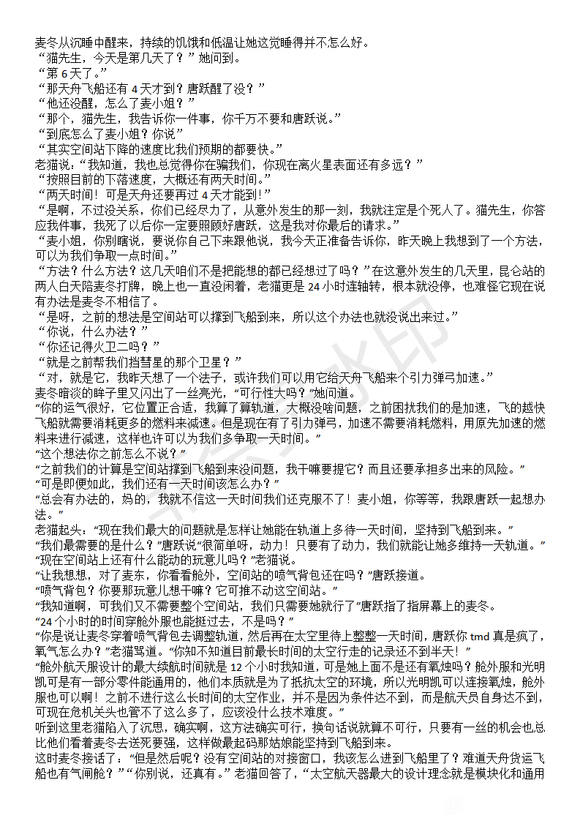 麦冬从沉睡中醒来，持续的饥饿和低温让她这觉睡得并不怎么好。
“猫先生，今天是第几天了？”她问到。
“第 6 天了。”
“那天舟飞船还有 4 天才到？唐跃醒了没？”
“他还没醒，怎么了麦小姐？”
“那个，猫先生，我告诉你一件事，你千万不要和唐跃说。”
“到底怎么了麦小姐？你说”
“其实空间站下降的速度比我们预期的都要快。”
老猫说：“我知道，我也总觉得你在骗我们，你现在离火星表面还有多远？”
“按照目前的下落速度，大概还有两天时间。”
“两天时间！可是天舟还要再过 4 天才能到！”
“是啊，不过没关系，你们已经尽力了，从意外发生的那一刻，我就注定是个死人了。猫先生，你答
应我件事，我死了以后你一定要照顾好唐跃，这是我对你最后的请求。”
“麦小姐，你别瞎说，要说你自己下来跟他说，我今天正准备告诉你，昨天晚上我想到了一个方法，
可以为我们争取一点时间。”
“方法？什么方法？这几天咱们不是把能想的都已经想过了吗？”在这意外发生的几天里，昆仑站的
两人白天陪麦冬打牌，晚上也一直没闲着，老猫更是 24 小时连轴转，根本就没停，也难怪它现在说
有办法是麦冬不相信了。
“是呀，之前的想法是空间站可以撑到飞船到来，所以这个办法也就没说出来过。”
“你说，什么办法？”
“你还记得火卫二吗？”
“就是之前帮我们挡彗星的那个卫星？”
“对，就是它，我昨天想了一个法子，或许我们可以用它给天舟飞船来个引力弹弓加速。”
麦冬暗淡的眸子里又闪出了一丝亮光，“可行性大吗？”她问道。
“你的运气很好，它位置正合适，我算了算轨道，大概没啥问题，之前困扰我们的是加速，飞的越快
飞船就需要消耗更多的燃料来减速。但是现在有了引力弹弓，加速不需要消耗燃料，用原先加速的燃
料来进行减速，这样也许可以为我们多争取一天时间。”
“这个想法你之前怎么不说？”
“之前我们的计算是空间站撑到飞船到来没问题，我干嘛要提它？而且还要承担多出来的风险。”
“可是即便如此，我们还有一天时间该怎么办？”
“总会有办法的，妈的，我就不信这一天时间我们还克服不了！麦小姐，你等等，我跟唐跃一起想办
法。”
老猫起头：“现在我们最大的问题就是怎样让她能在轨道上多待一天时间，坚持到飞船到来。”
“我们最需要的是什么？”唐跃说“很简单呀，动力！只要有了动力，我们就能让她多维持一天轨道。”
“现在空间站上还有什么能动的玩意儿吗？”老猫说。
“让我想想，对了麦东，你看看舱外，空间站的喷气背包还在吗？”唐跃接道。
“喷气背包？你要那玩意儿想干嘛？它可推不动这空间站。”
“我知道啊，可我们又不需要整个空间站，我们只需要她就行了”唐跃指了指屏幕上的麦冬。
“24 个小时的时间穿舱外服也能挺过去，不是吗？”
“你是说让麦冬穿着喷气背包去调整轨道，然后再在太空里待上整整一天时间，唐跃你 tmd 真是疯了，
氧气怎么办？”老猫骂道。“你知不知道目前最长时间的太空行走的记录还不到半天！”
“舱外航天服设计的最大续航时间就是 12 个小时我知道，可是她上面不是还有氧烛吗？舱外服和光明
凯可是有一部分零件能通用的，他们本质就是为了抵抗太空的环境，所以光明凯可以连接氧烛，舱外
服也可以啊！之前不进行这么长时间的太空作业，并不是因为条件达不到，而是航天员自身达不到，
可现在危机关头也管不了这么多了，应该没什么技术难度。”
听到这里老猫陷入了沉思，确实啊，这方法确实可行，换句话说就算不可行，只要有一丝的机会也总
比他们看着麦冬去送死要强，这样做最起码那姑娘能坚持到飞船到来。
这时麦冬接话了：“但是然后呢？没有空间站的对接窗口，我该怎么进到飞船里了？难道天舟货运飞
船也有气闸舱？”“你别说，还真有。”老猫回答了，“太空航天器最大的设计理念就是模块化和通用